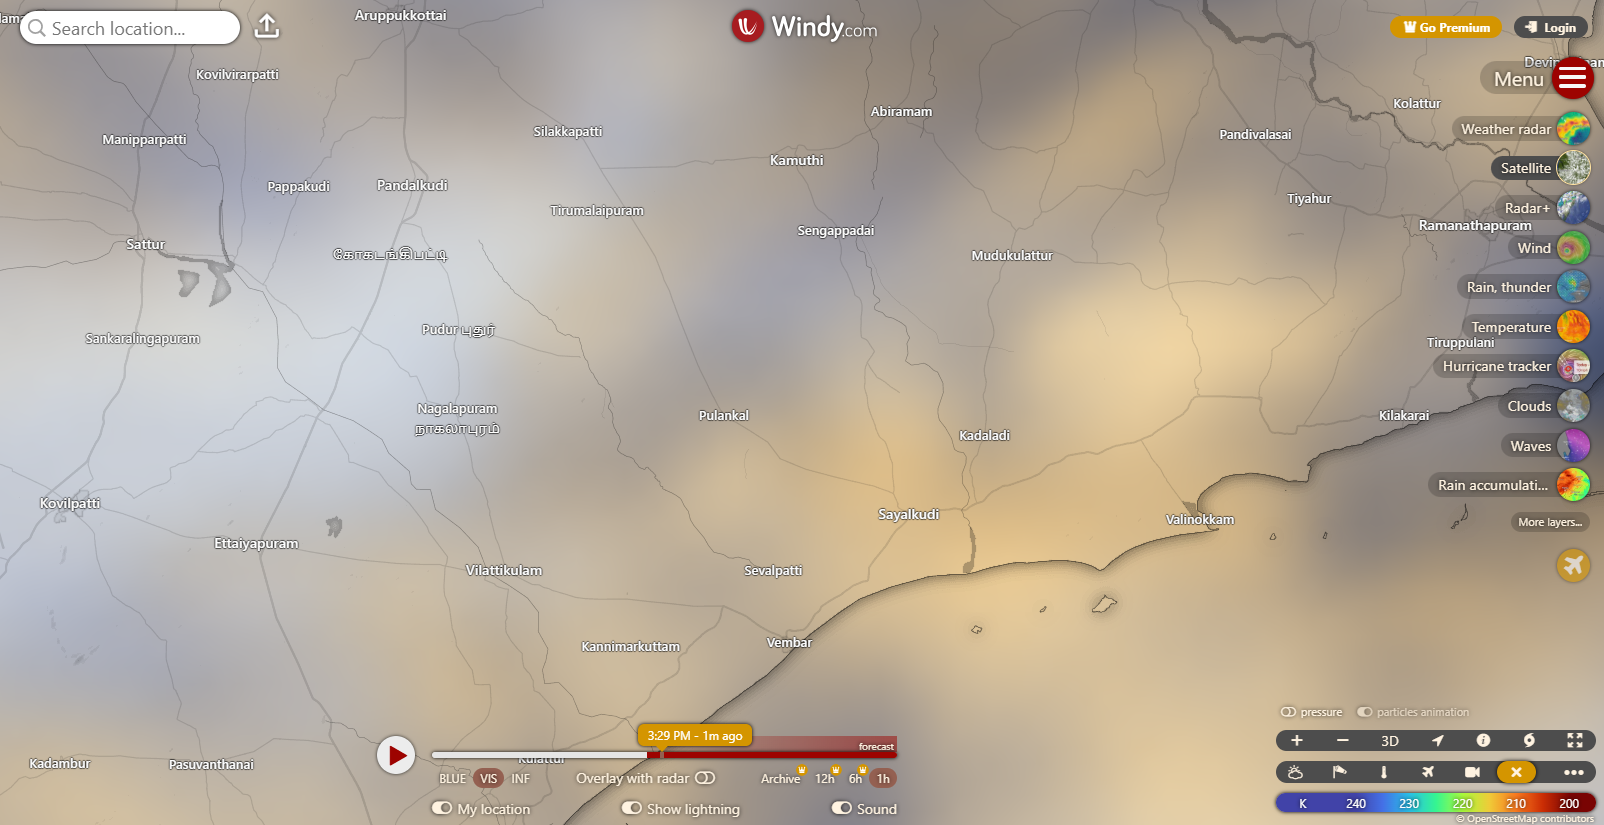 Search location...
Windy.com
Go Premium
Login
Menu
Weather radar
Satellite
Radar+
Wind
Rain, thunder
Temperature
Hurricane tracker
Clouds
Waves
Rain accumulati...
More layers...
Aruppukkottai
Kovilvirarpatti
Kolattur
Abiramam
Silakkapatti
Pandivalasai
Manipparpatti
Kamuthi
Pappakudi
Pandalkudi
Tiyahur
Tirumalaipuram
Ramanathapuram
Sengappadai
Sattur
கோகடங்கிபட்டி
Mudukulattur
Pudur புதூர்
Sankaralingapuram
Tiruppulani
Nagalapuram
நாகலாபுரம்
Pulankal
Kilakarai
Kadaladi
Kovilpatti
Sayalkudi
Valinokkam
Ettaiyapuram
Vilattikulam
Sevalpatti
Kannimarkuttam
Vembar
Kadambur
Pasuvanthanai
Kulattur
3:29 PM - 1m ago
forecast
BLUE VIS INF
Overlay with radar
Archive 12h 6h 1h
My location
Show lightning
Sound
pressure
particles animation
3D
K 240 230 220 210 200
© OpenStreetMap contributors